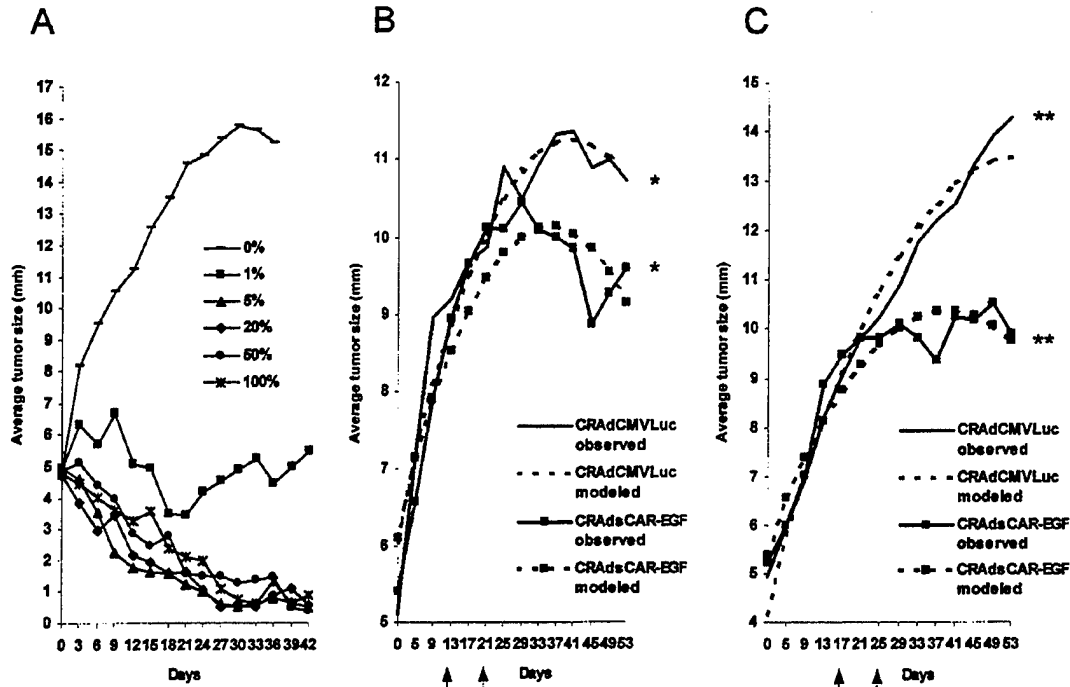 A
B
C
Average tumor size (mm)
17
16
15
14
13
12
11
10
9
8
7
6
5
4
3
2
1
0
0%
1%
5%
20%
50%
100%
0 3 6 9 12 15 18 21 24 27 30 33 36 39 42
Days
Average tumor size (mm)
12
11
10
9
8
7
6
5
*
*
CRAdCMVLuc
observed
CRAdCMVLuc
modeled
CRAdsCAR-EGF
observed
CRAdsCAR-EGF
modeled
0 5 9 13 17 21 25 29 33 37 41 45 49 53
Days
Average tumor size (mm)
15
14
13
12
11
10
9
8
7
6
5
4
**
**
CRAdCMVLuc
observed
CRAdCMVLuc
modeled
CRAdsCAR-EGF
observed
CRAdsCAR-EGF
modeled
0 5 9 13 17 21 25 29 33 37 41 45 49 53
Days